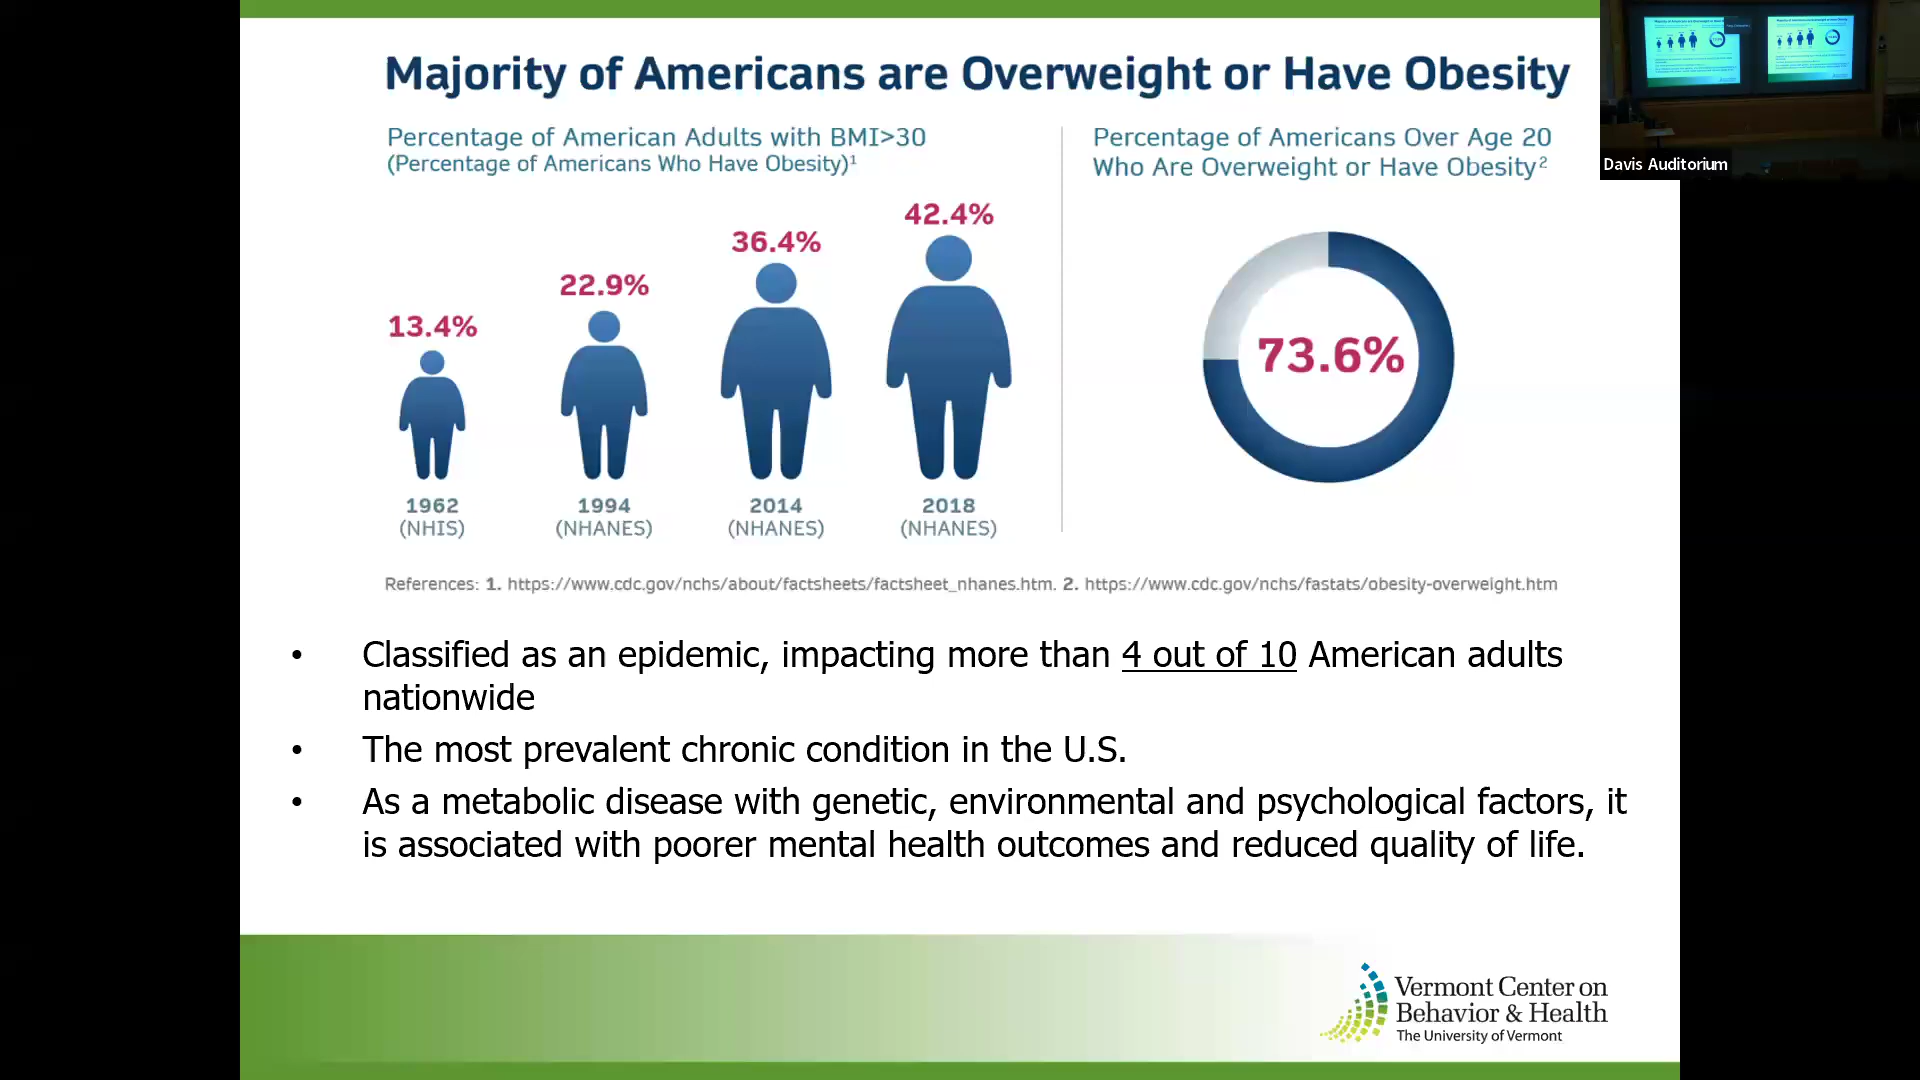 Majority of Americans are Overweight or Have Obesity
Percentage of American Adults with BMI>30
(Percentage of Americans Who Have Obesity)¹
13.4%
22.9%
36.4%
42.4%
1962
(NHIS)
1994
(NHANES)
2014
(NHANES)
2018
(NHANES)
Percentage of Americans Over Age 20
Who Are Overweight or Have Obesity²
73.6%
References: 1. https://www.cdc.gov/nchs/about/factsheets/factsheet_nhanes.htm. 2. https://www.cdc.gov/nchs/fastats/obesity-overweight.htm
• Classified as an epidemic, impacting more than 4 out of 10 American adults
nationwide
• The most prevalent chronic condition in the U.S.
• As a metabolic disease with genetic, environmental and psychological factors, it
is associated with poorer mental health outcomes and reduced quality of life.
Vermont Center on
Behavior & Health
The University of Vermont
Davis Auditorium